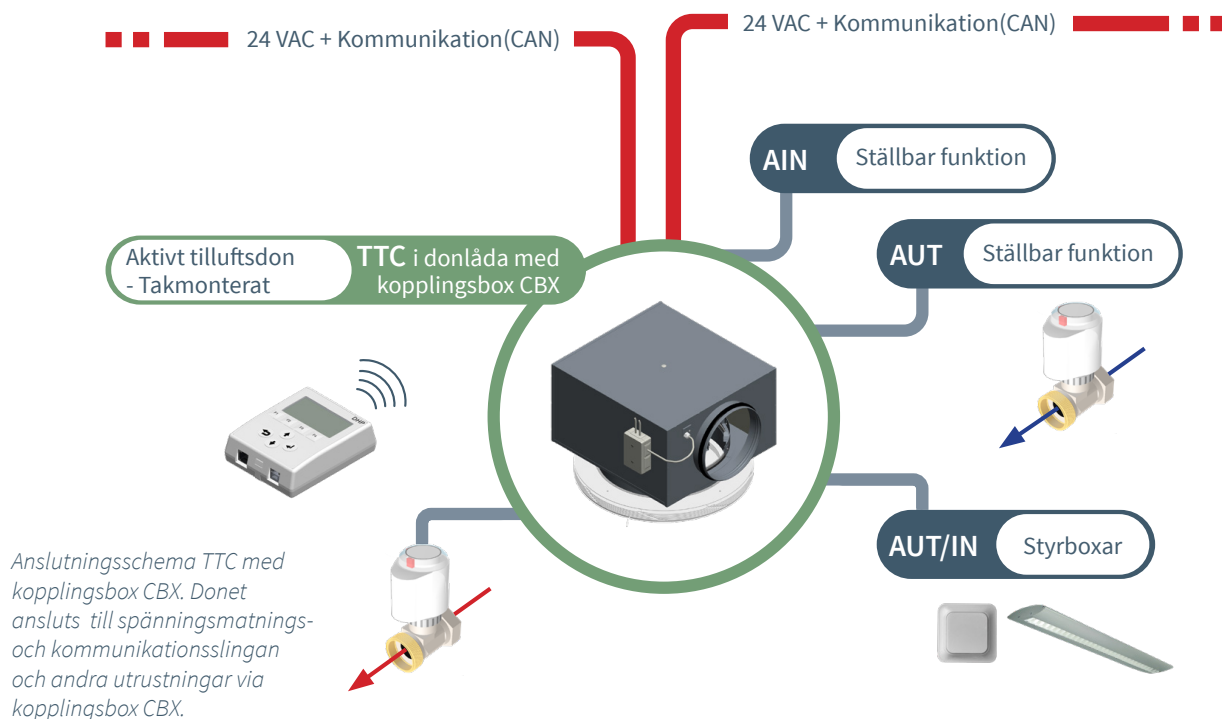 24 VAC + Kommunikation(CAN)
24 VAC + Kommunikation(CAN)
AIN Ställbar funktion
AUT Ställbar funktion
Aktivt tilluftsdon
- Takmonterat
TTC i donlåda med
kopplingsbox CBX
AUT/IN Styrboxar
Anslutningsschema TTC med
kopplingsbox CBX. Donet
ansluts till spänningsmatnings-
och kommunikationsslingan
och andra utrustningar via
kopplingsbox CBX.